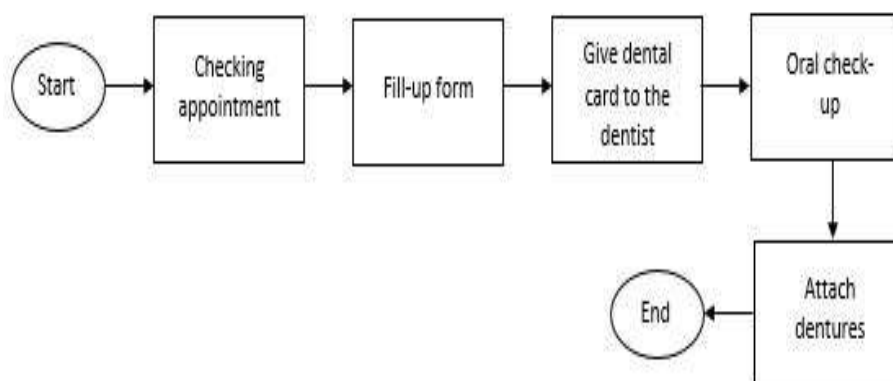 Start
Checking
appointment
Fill-up form
Give dental
card to the
dentist
Oral check-
up
Attach
dentures
End